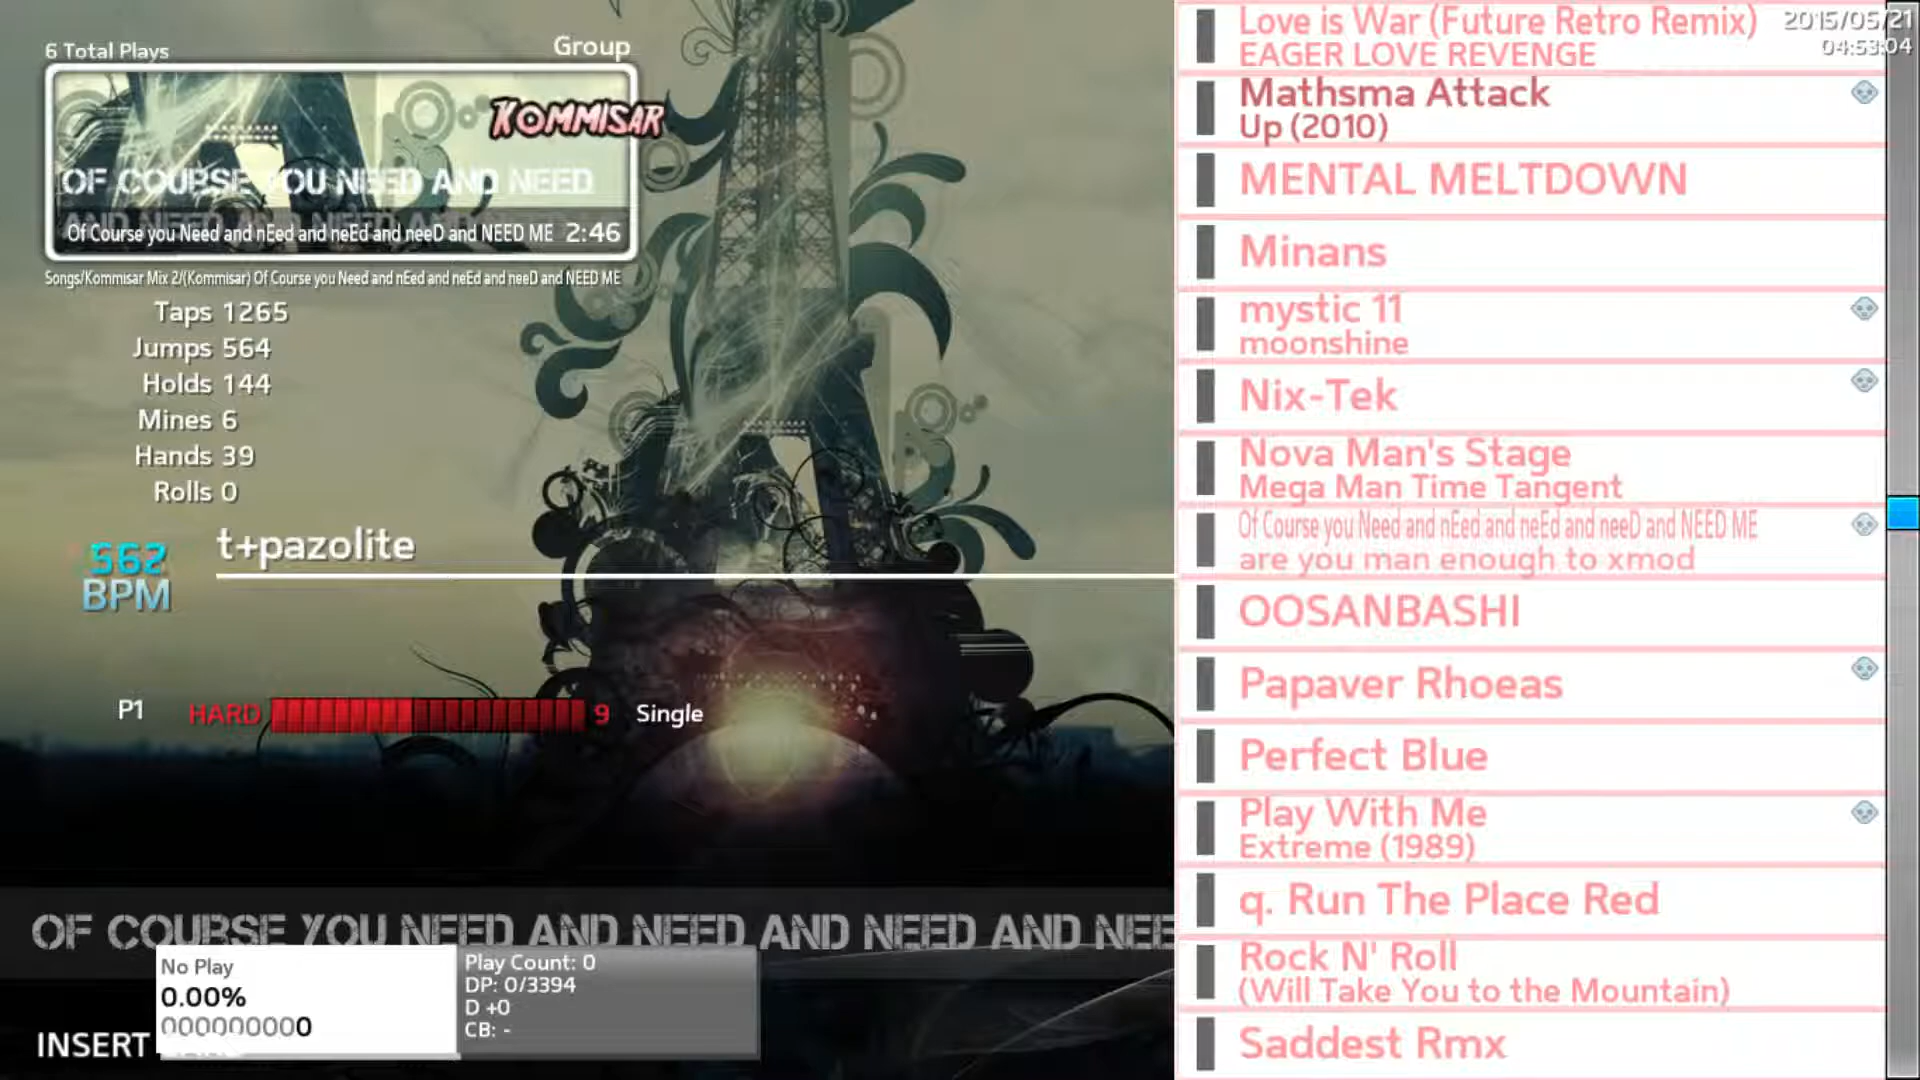 6 Total Plays
Group
KOMMISAR
OF COURSE YOU NEED AND NEED
AND NEED AND NEED AND NEED
Of Course you Need and nEed and neEd and neeD and NEED ME 2:46
Songs/Kommisar Mix 2/(Kommisar) Of Course you Need and nEed and neEd and neeD and NEED ME
Taps 1265
Jumps 564
Holds 144
Mines 6
Hands 39
Rolls 0
562
BPM
t+pazolite
P1 HARD 9 Single
OF COURSE YOU NEED AND NEED AND NEED AND NEE
No Play
0.00%
0000000000
Play Count: 0
DP: 0/3394
D +0
CB: -
INSERT
Love is War (Future Retro Remix)
EAGER LOVE REVENGE
2015/05/21
04:53:04
Mathsma Attack
Up (2010)
MENTAL MELTDOWN
Minans
mystic 11
moonshine
Nix-Tek
Nova Man's Stage
Mega Man Time Tangent
Of Course you Need and nEed and neEd and neeD and NEED ME
are you man enough to xmod
OOSANBASHI
Papaver Rhoeas
Perfect Blue
Play With Me
Extreme (1989)
q. Run The Place Red
Rock N' Roll
(Will Take You to the Mountain)
Saddest Rmx